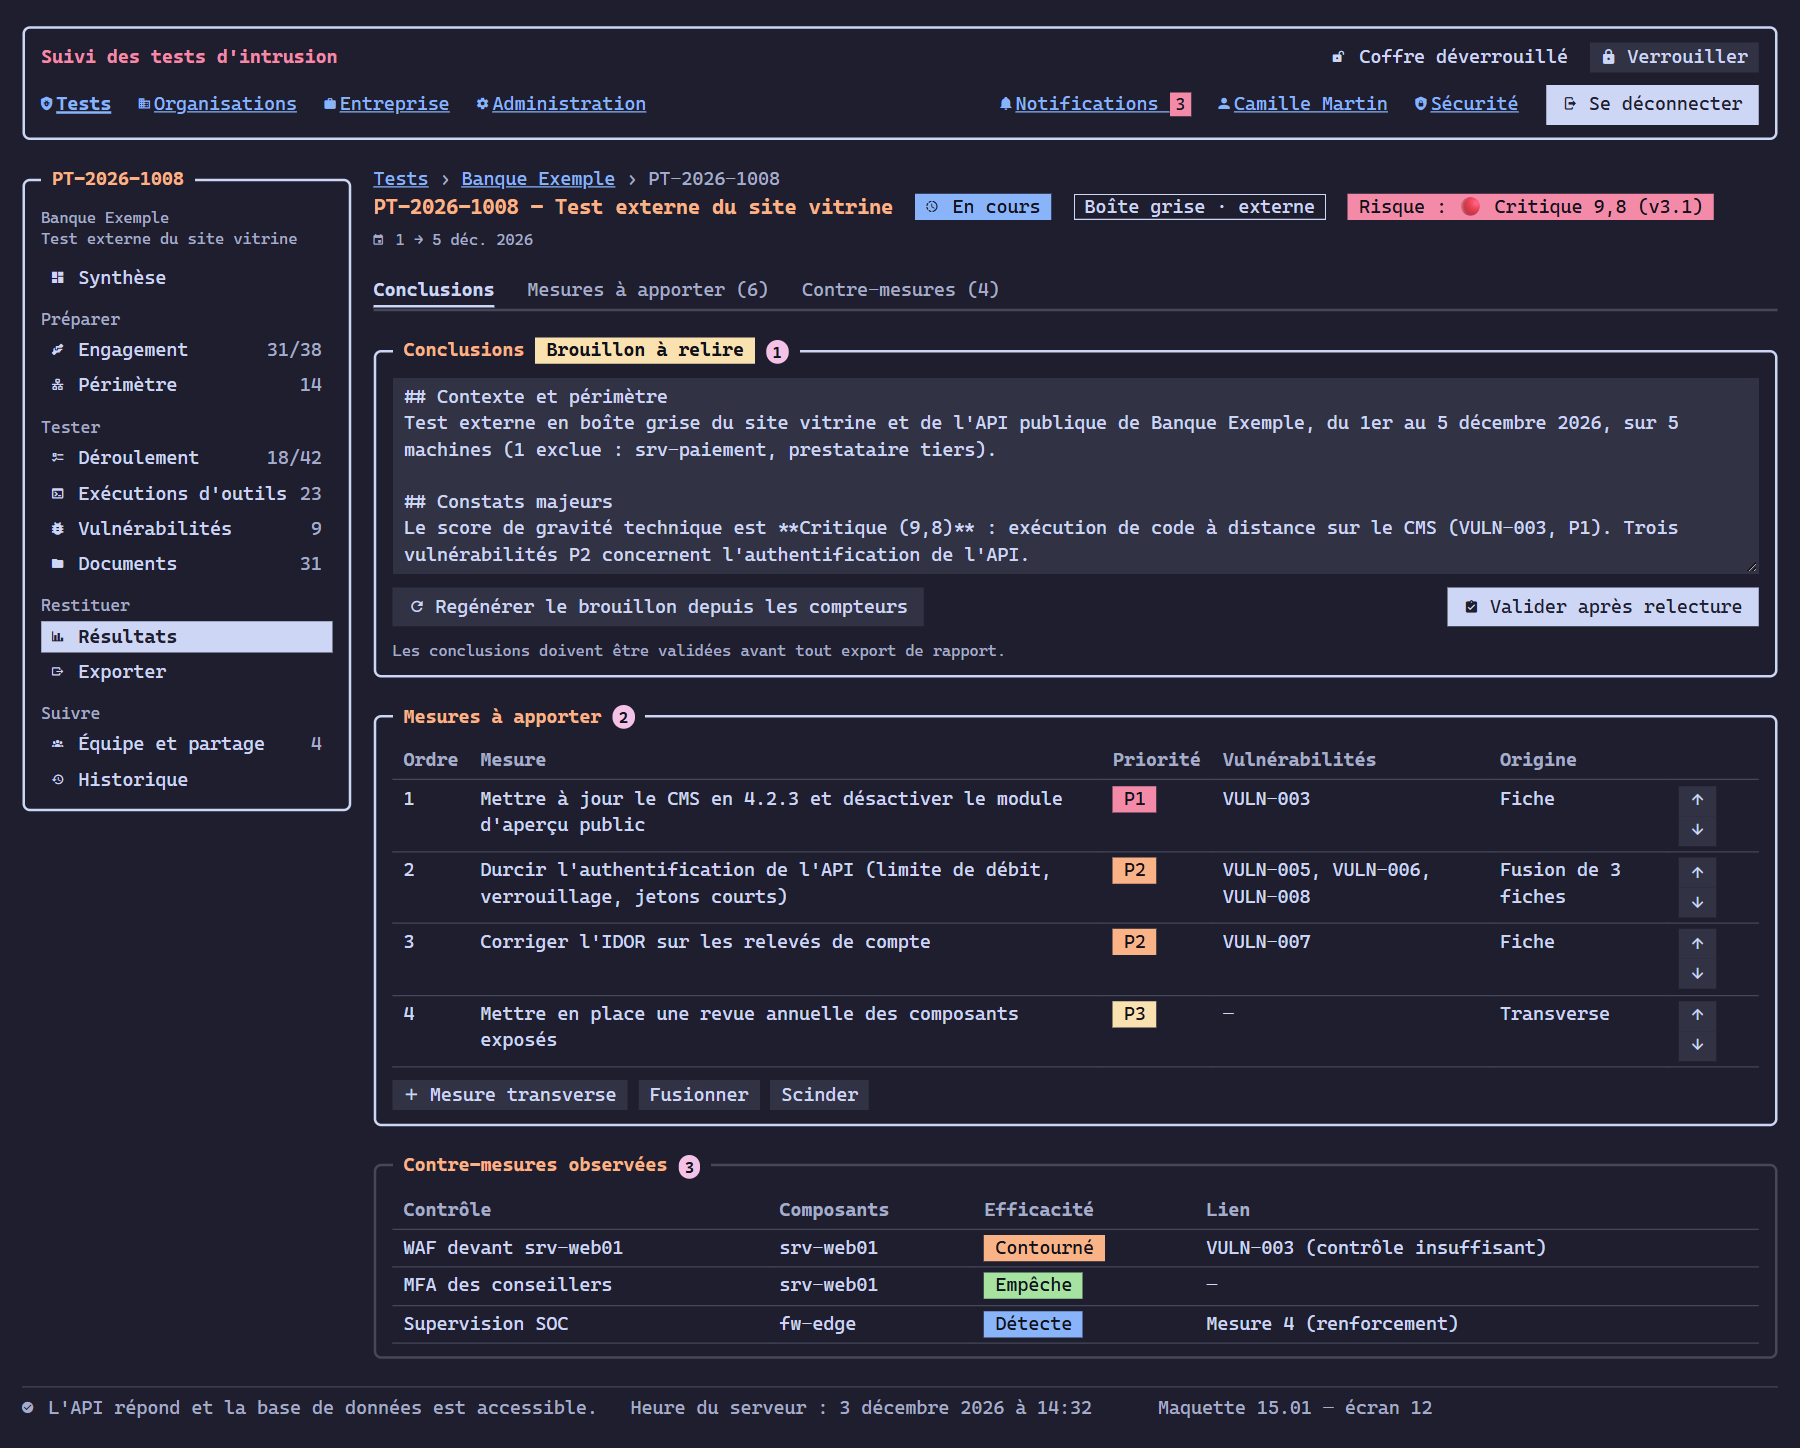 Suivi des tests d'intrusion
Coffre déverrouillé
Verrouiller
Tests
Organisations
Entreprise
Administration
Notifications 3
Camille Martin
Sécurité
Se déconnecter
PT-2026-1008
Banque Exemple
Test externe du site vitrine
Synthèse
Préparer
Engagement 31/38
Périmètre 14
Tester
Déroulement 18/42
Exécutions d'outils 23
Vulnérabilités 9
Documents 31
Restituer
Résultats
Exporter
Suivre
Équipe et partage 4
Historique
Tests › Banque Exemple › PT-2026-1008
PT-2026-1008 — Test externe du site vitrine
En cours
Boîte grise · externe
Risque : Critique 9,8 (v3.1)
1 → 5 déc. 2026
Conclusions
Mesures à apporter (6)
Contre-mesures (4)
Conclusions Brouillon à relire 1
## Contexte et périmètre
Test externe en boîte grise du site vitrine et de l'API publique de Banque Exemple, du 1er au 5 décembre 2026, sur 5
machines (1 exclue : srv-paiement, prestataire tiers).
## Constats majeurs
Le score de gravité technique est **Critique (9,8)** : exécution de code à distance sur le CMS (VULN-003, P1). Trois
vulnérabilités P2 concernent l'authentification de l'API.
Regénérer le brouillon depuis les compteurs
Valider après relecture
Les conclusions doivent être validées avant tout export de rapport.
Mesures à apporter 2
Ordre Mesure Priorité Vulnérabilités Origine
1 Mettre à jour le CMS en 4.2.3 et désactiver le module P1 VULN-003 Fiche ↑
d'aperçu public ↓
2 Durcir l'authentification de l'API (limite de débit, P2 VULN-005, VULN-006, Fusion de 3 ↑
verrouillage, jetons courts) VULN-008 fiches ↓
3 Corriger l'IDOR sur les relevés de compte P2 VULN-007 Fiche ↑
↓
4 Mettre en place une revue annuelle des composants P3 — Transverse ↑
exposés ↓
+ Mesure transverse
Fusionner
Scinder
Contre-mesures observées 3
Contrôle Composants Efficacité Lien
WAF devant srv-web01 srv-web01 Contourné VULN-003 (contrôle insuffisant)
MFA des conseillers srv-web01 Empêche —
Supervision SOC fw-edge Détecte Mesure 4 (renforcement)
L'API répond et la base de données est accessible. Heure du serveur : 3 décembre 2026 à 14:32 Maquette 15.01 — écran 12